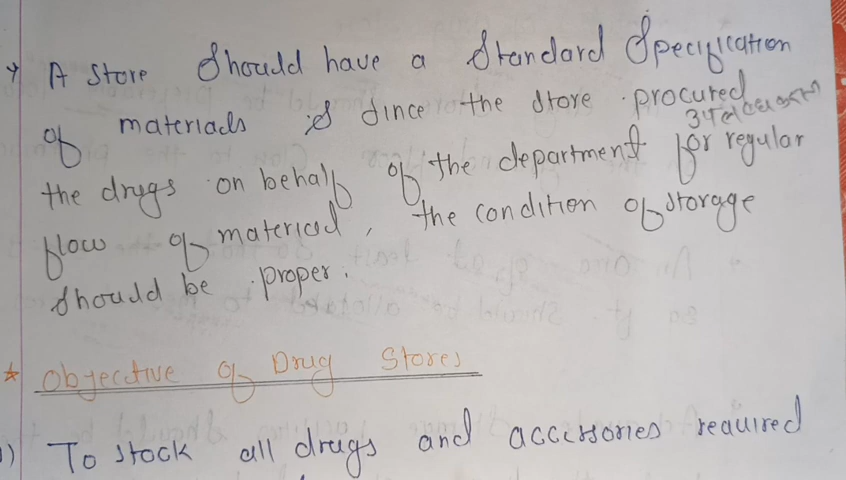 → A store should have a standard specification
of materials is since the store procured
the drugs on behalf of the department for regular
flow of material, the condition of storage
should be proper.
* Objective of Drug Stores
1) To stock all drugs and accessories required